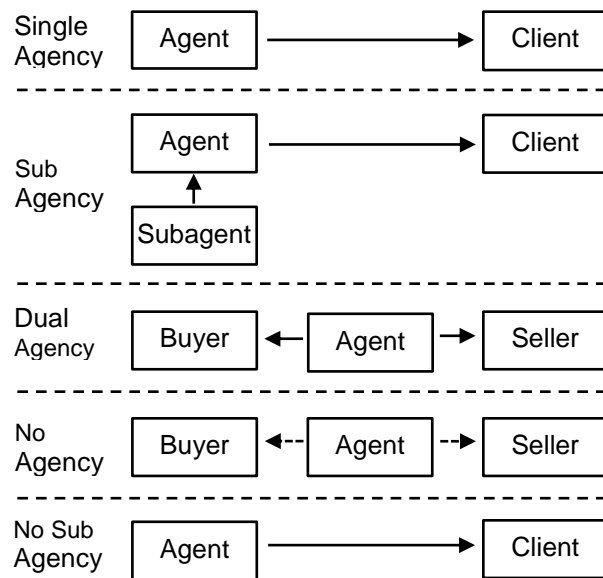 Single
Agency
Agent
Client
Sub
Agency
Agent
Client
Subagent
Dual
Agency
Buyer
Agent
Seller
No
Agency
Buyer
Agent
Seller
No Sub
Agency
Agent
Client